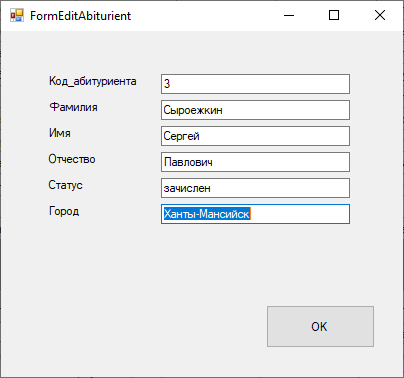 FormEditAbiturient
Код_абитуриента 3
Фамилия Сыроежкин
Имя Сергей
Отчество Павлович
Статус зачислен
Город Ханты-Мансийск
OK